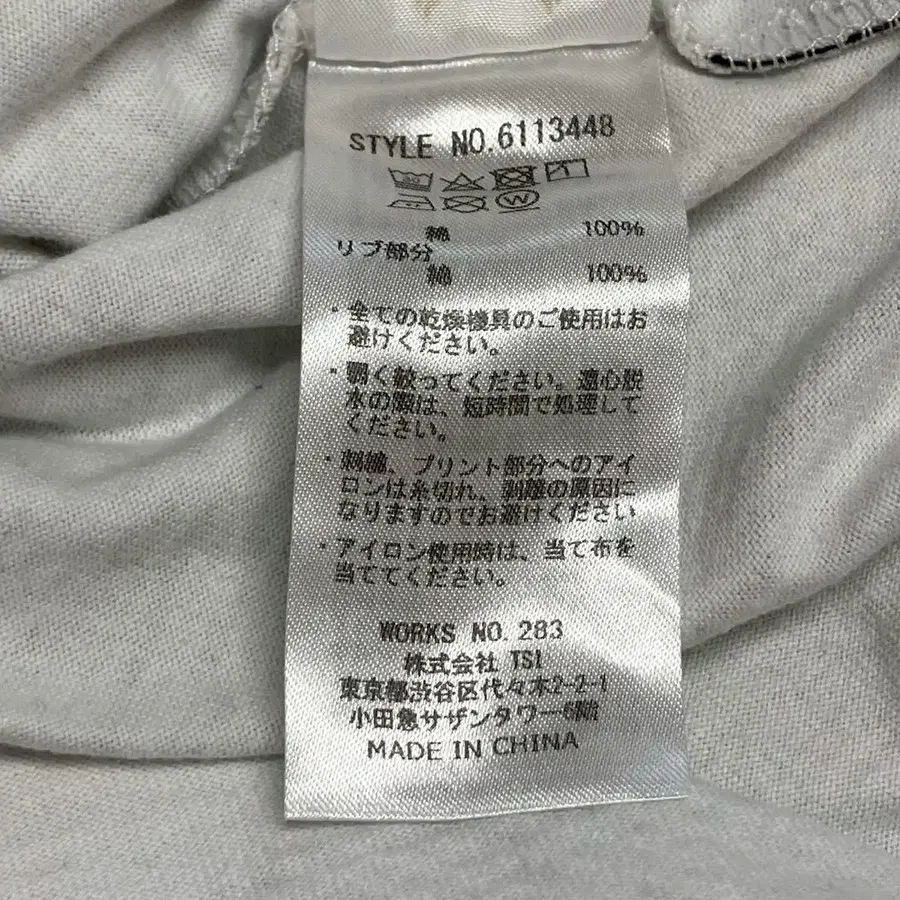 STYLE NO.6113448
綿 100%
リブ部分
綿 100%
・全ての乾燥機具のご使用はお
避けください。
・弱く絞ってください。遠心脱
水の際は、短時間で処理して
ください。
・刺繍、プリント部分へのアイ
ロンは糸切れ、剥離の原因に
なりますのでお避けください
・アイロン使用時は、当て布を
当ててください。
WORKS NO. 283
株式会社 TSI
東京都渋谷区代々木2-2-1
小田急サザンタワー6階
MADE IN CHINA